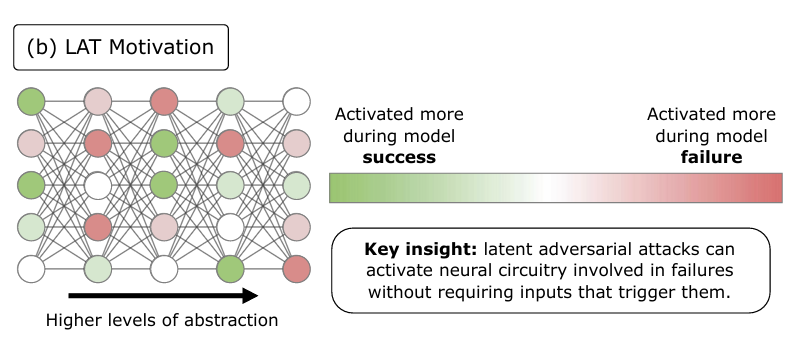 (b) LAT Motivation
Activated more
during model
success
Activated more
during model
failure
Key insight: latent adversarial attacks can
activate neural circuitry involved in failures
without requiring inputs that trigger them.
Higher levels of abstraction